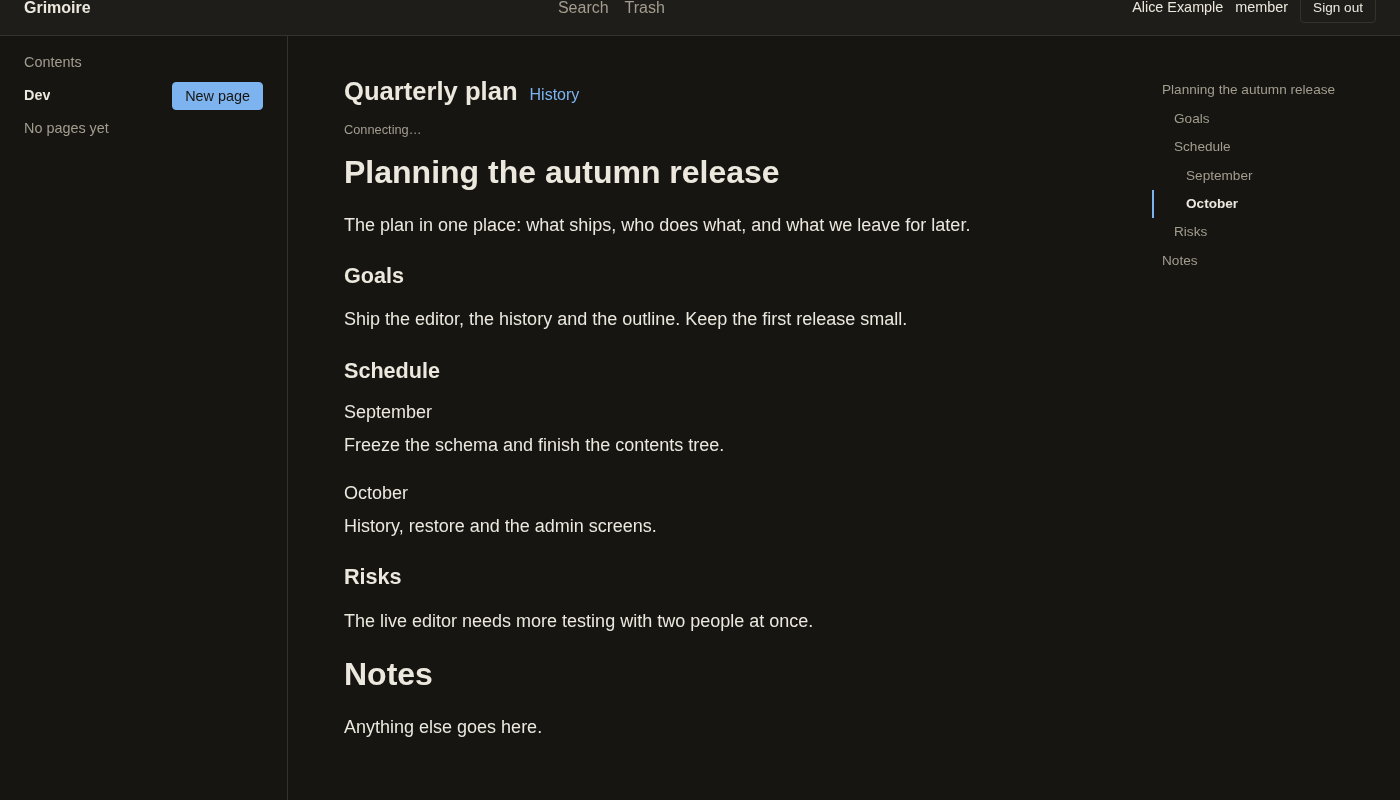 Grimoire
Search Trash
Alice Example member Sign out
Contents
Dev
New page
No pages yet
Quarterly plan History
Connecting…
Planning the autumn release
The plan in one place: what ships, who does what, and what we leave for later.
Goals
Ship the editor, the history and the outline. Keep the first release small.
Schedule
September
Freeze the schema and finish the contents tree.
October
History, restore and the admin screens.
Risks
The live editor needs more testing with two people at once.
Notes
Anything else goes here.
Planning the autumn release
Goals
Schedule
September
October
Risks
Notes